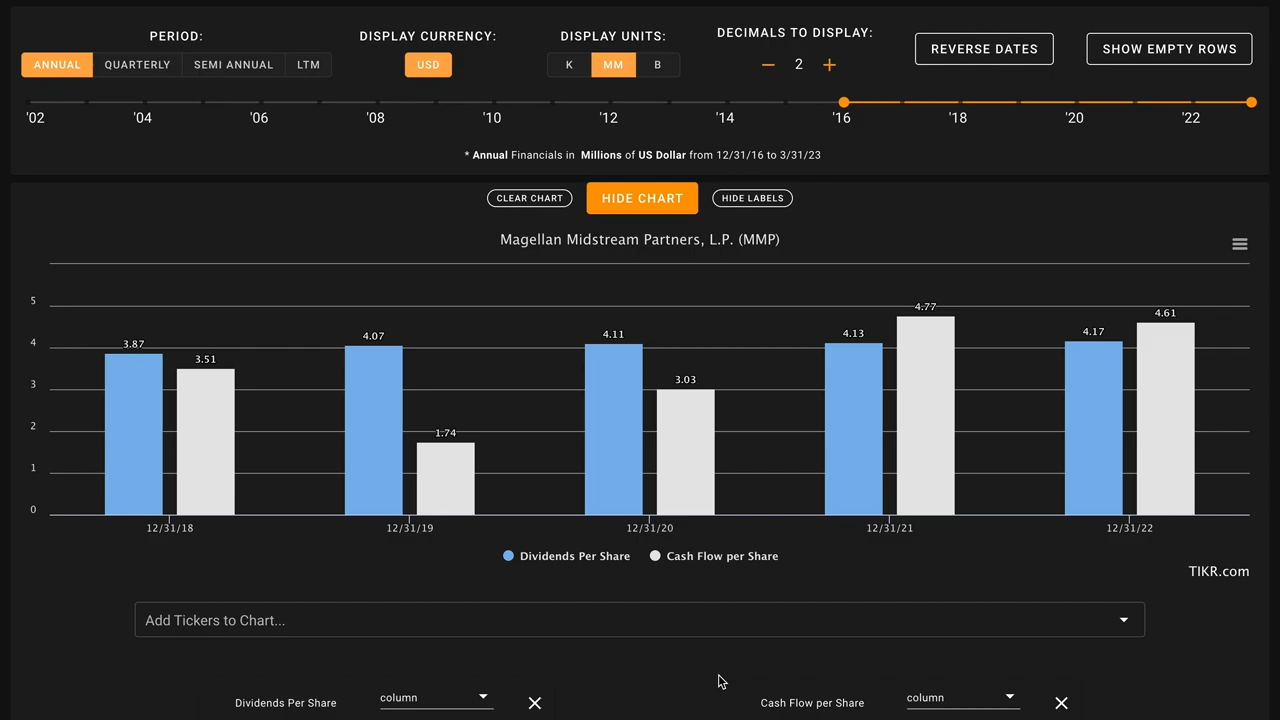 PERIOD:
DISPLAY CURRENCY:
DISPLAY UNITS:
DECIMALS TO DISPLAY:
ANNUAL QUARTERLY SEMI ANNUAL LTM
USD
K MM B
− 2 +
REVERSE DATES
SHOW EMPTY ROWS
'02 '04 '06 '08 '10 '12 '14 '16 '18 '20 '22
* Annual Financials in Millions of US Dollar from 12/31/16 to 3/31/23
CLEAR CHART HIDE CHART HIDE LABELS
Magellan Midstream Partners, L.P. (MMP)
5
4
3
2
1
0
3.87 3.51 4.07 1.74 4.11 3.03 4.13 4.77 4.17 4.61
12/31/18 12/31/19 12/31/20 12/31/21 12/31/22
Dividends Per Share Cash Flow per Share
TIKR.com
Add Tickers to Chart...
Dividends Per Share column Cash Flow per Share column